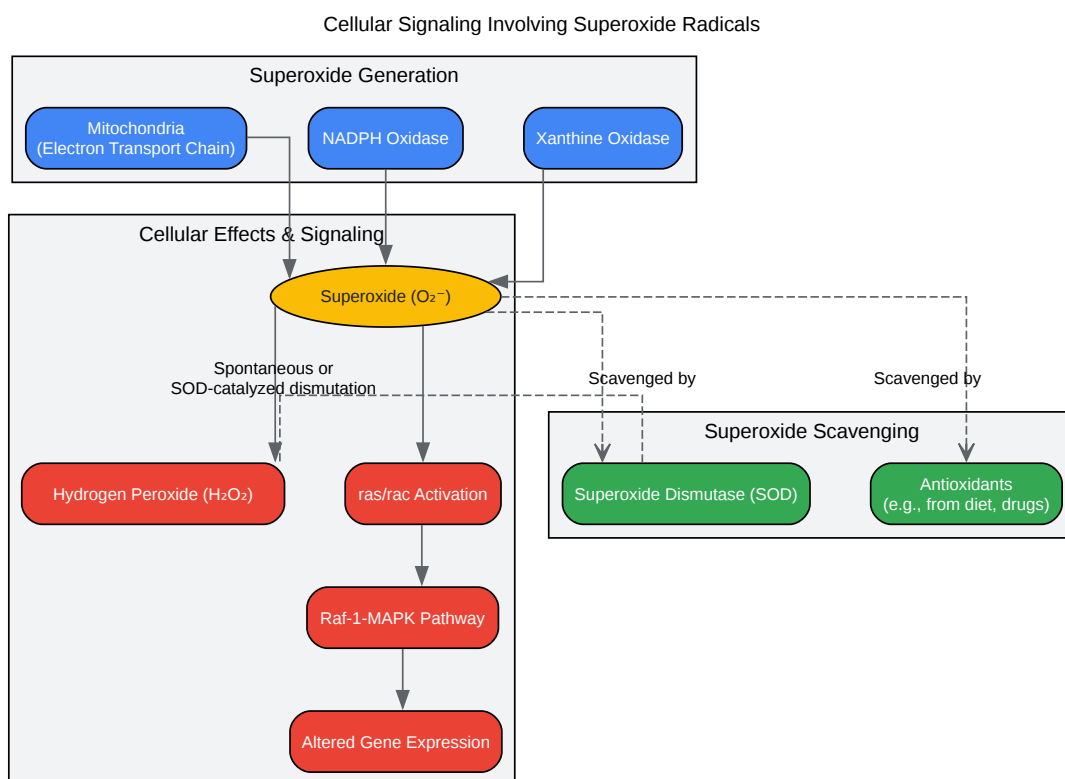 Cellular Signaling Involving Superoxide Radicals
Superoxide Generation
Mitochondria
(Electron Transport Chain)
NADPH Oxidase
Xanthine Oxidase
Cellular Effects & Signaling
Superoxide (O₂⁻)
Spontaneous or
SOD-catalyzed dismutation
Scavenged by
Scavenged by
Superoxide Scavenging
Hydrogen Peroxide (H₂O₂)
ras/rac Activation
Superoxide Dismutase (SOD)
Antioxidants
(e.g., from diet, drugs)
Raf-1-MAPK Pathway
Altered Gene Expression